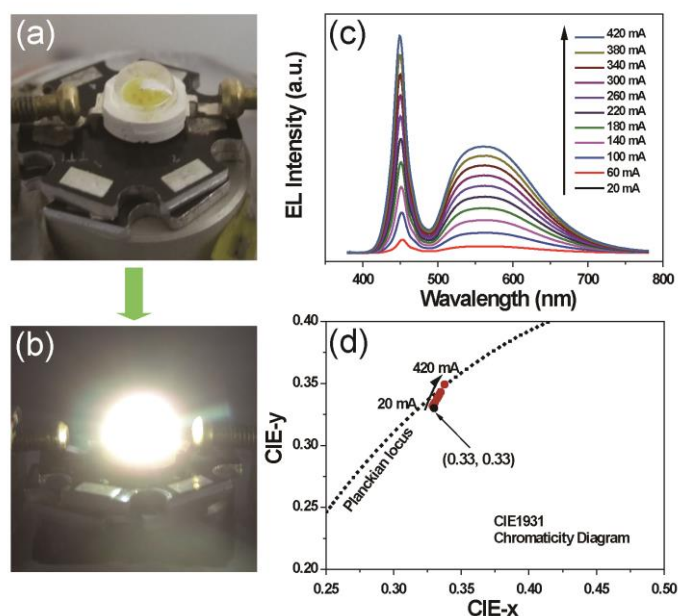 (a)
(b)
(c)
EL Intensity (a.u.)
420 mA
380 mA
340 mA
300 mA
260 mA
220 mA
180 mA
140 mA
100 mA
60 mA
20 mA
400 500 600 700 800
Wavelength (nm)
(d)
CIE-y
0.40
0.35
0.30
0.25
0.20
420 mA
20 mA
(0.33, 0.33)
Planckian locus
CIE1931
Chromaticity Diagram
0.25 0.30 0.35 0.40 0.45 0.50
CIE-x